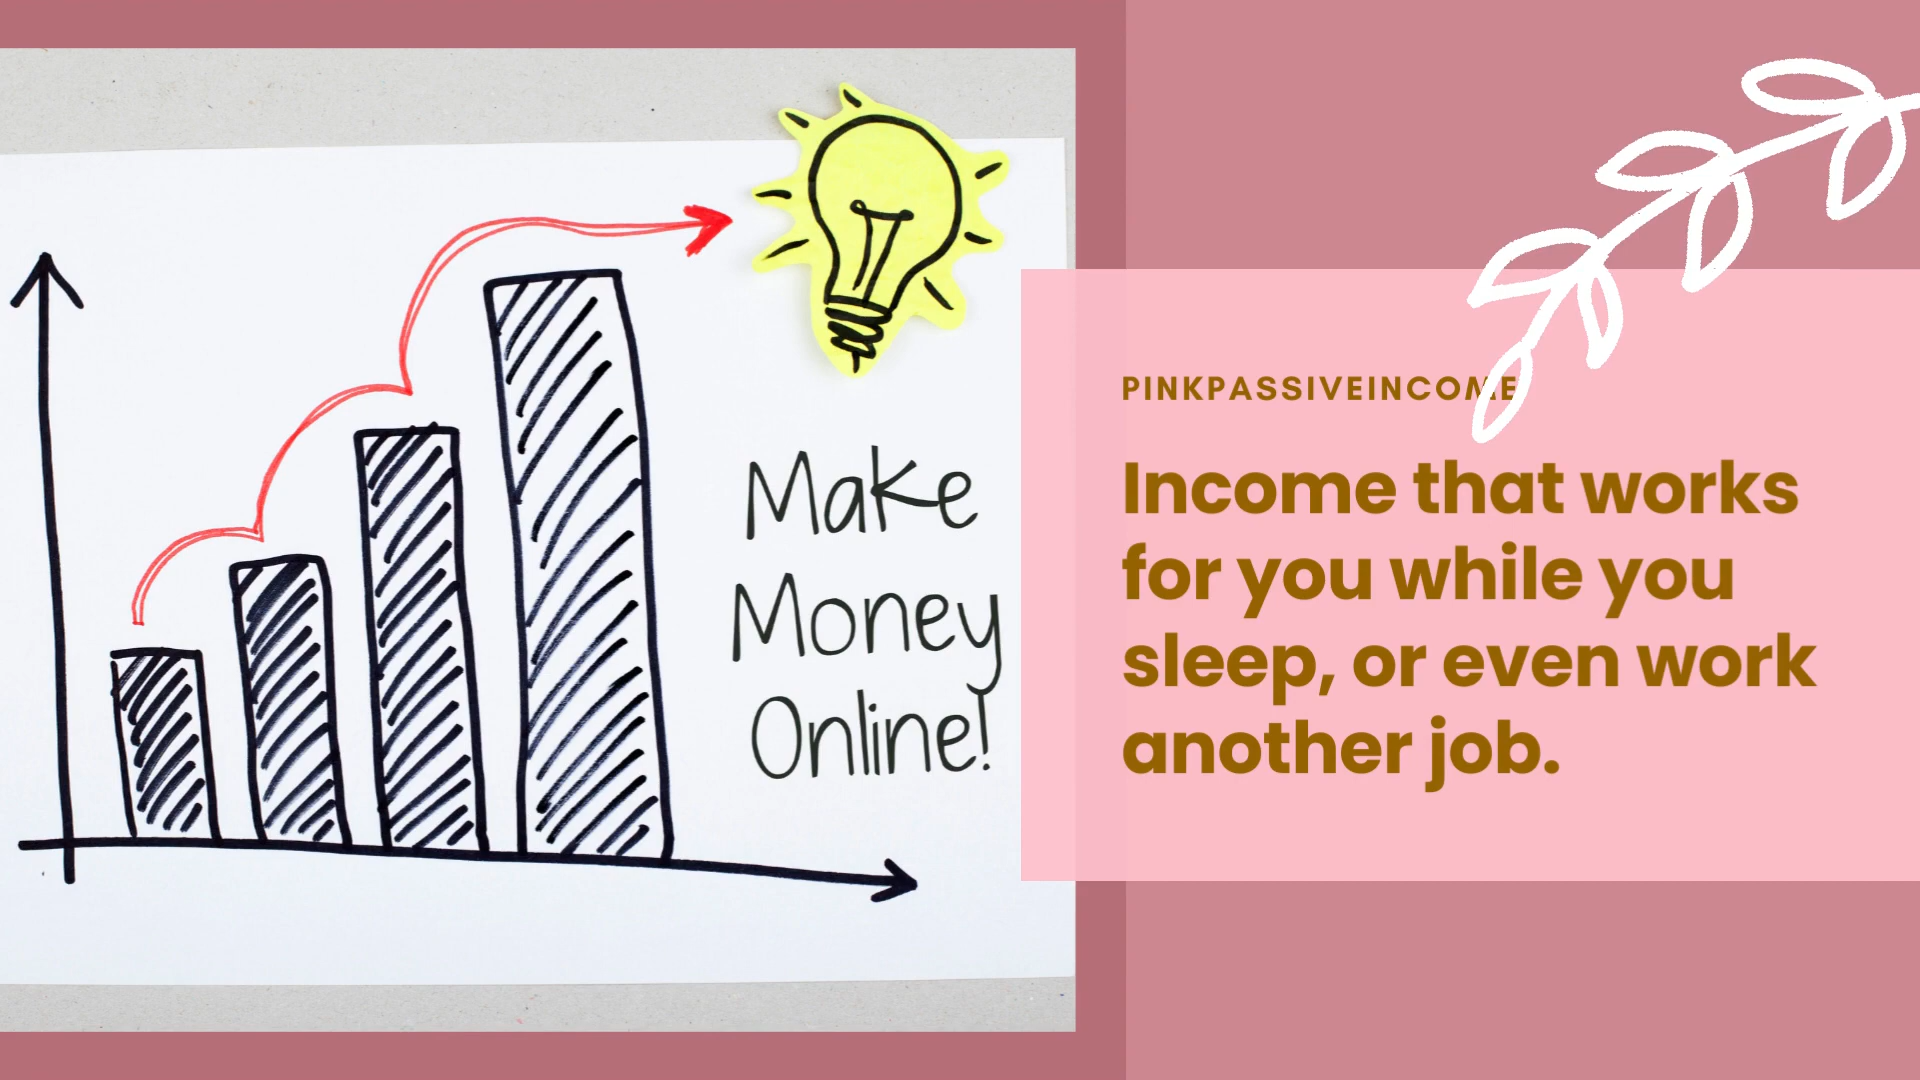 Make
Money
Online!
PINKPASSIVEINCOME
Income that works
for you while you
sleep, or even work
another job.